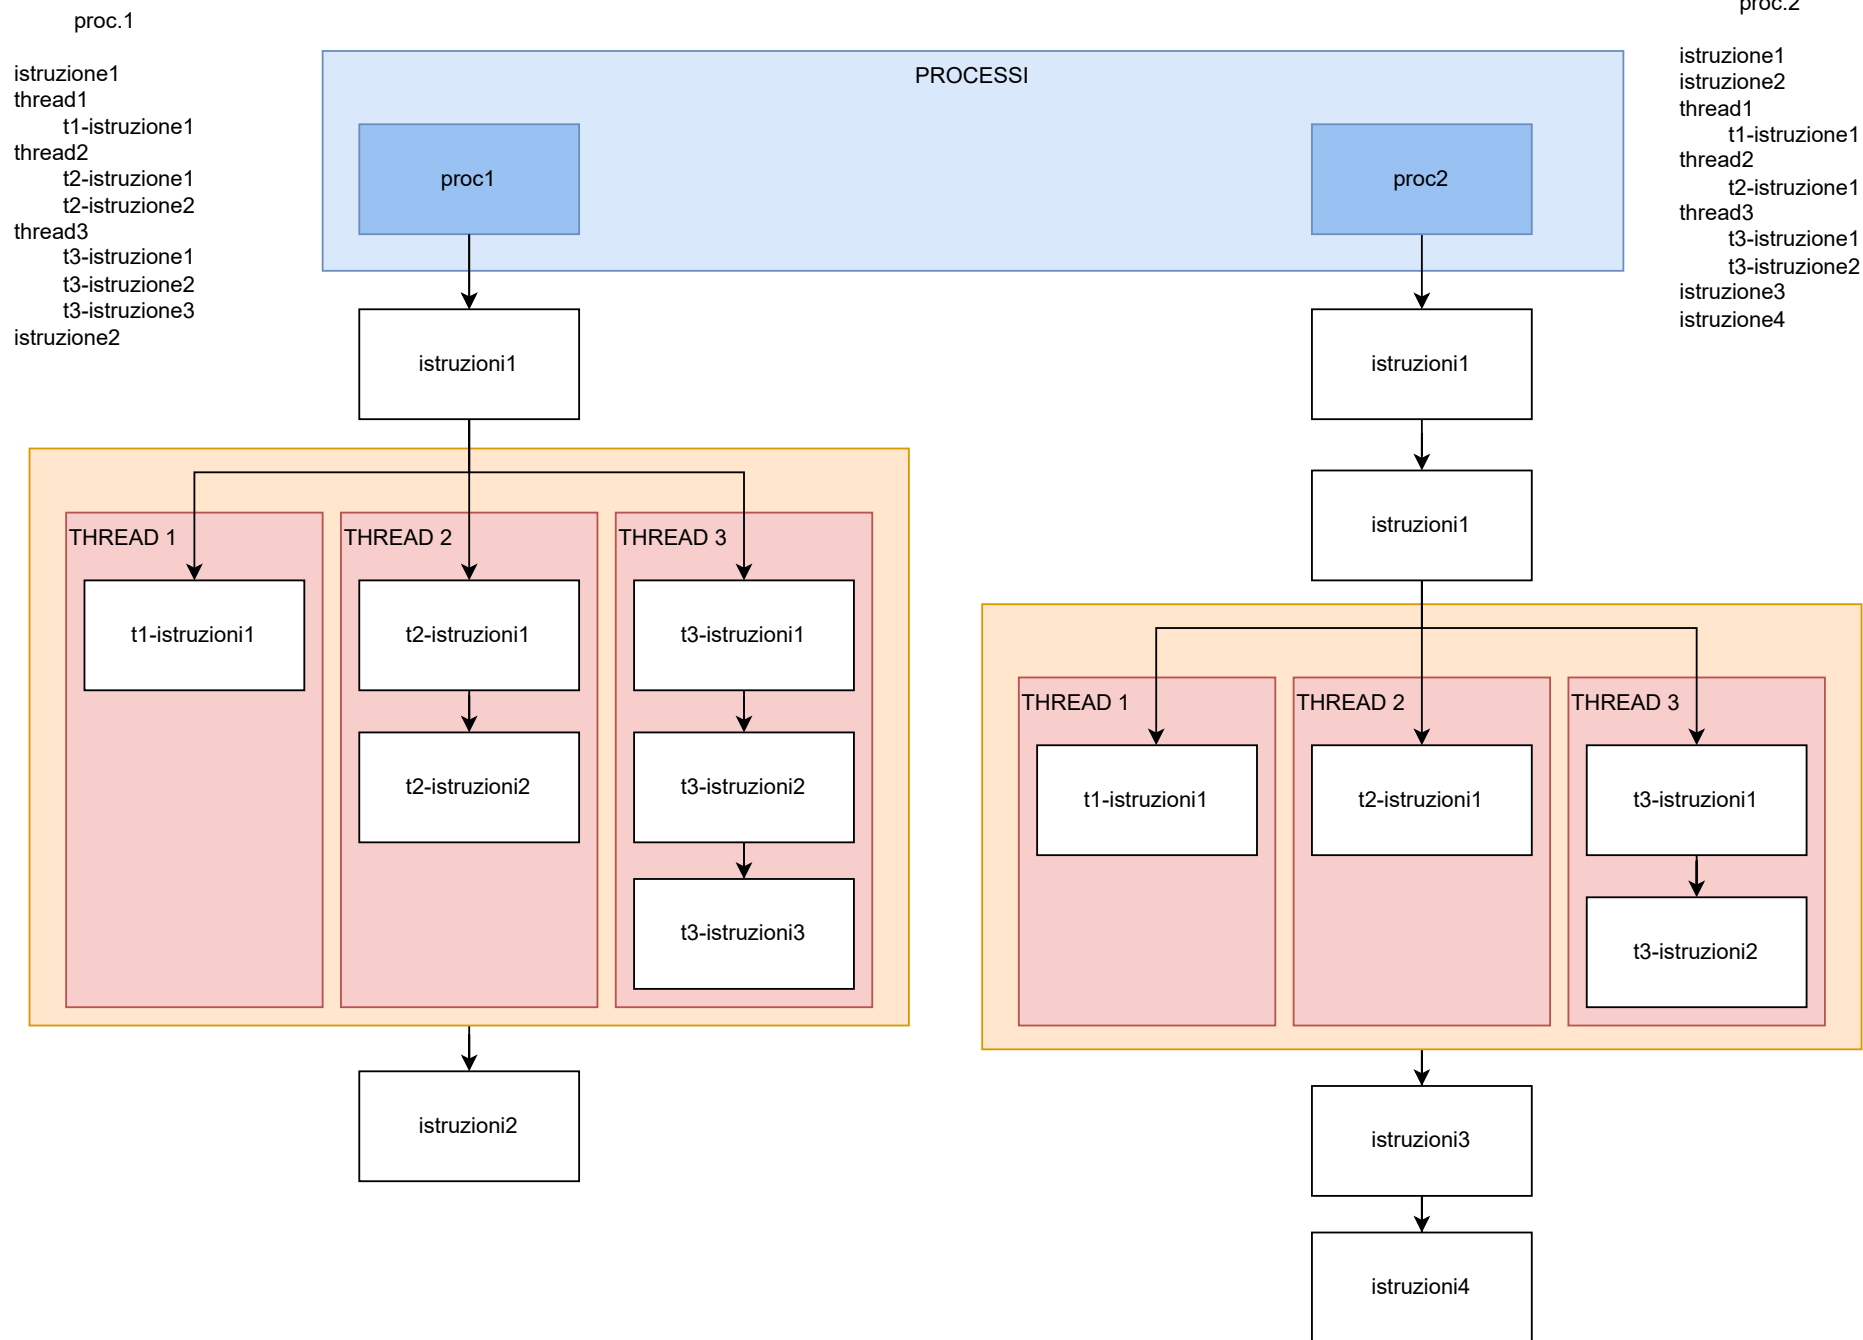 proc.1
istruzione1
thread1
t1-istruzione1
thread2
t2-istruzione1
t2-istruzione2
thread3
t3-istruzione1
t3-istruzione2
t3-istruzione3
istruzione2
PROCESSI
proc1
proc2
proc.2
istruzione1
istruzione2
thread1
t1-istruzione1
thread2
t2-istruzione1
thread3
t3-istruzione1
t3-istruzione2
istruzione3
istruzione4
istruzioni1
THREAD 1
THREAD 2
THREAD 3
t1-istruzioni1
t2-istruzioni1
t3-istruzioni1
t2-istruzioni2
t3-istruzioni2
t3-istruzioni3
istruzioni2
istruzioni1
istruzioni1
THREAD 1
THREAD 2
THREAD 3
t1-istruzioni1
t2-istruzioni1
t3-istruzioni1
t3-istruzioni2
istruzioni3
istruzioni4